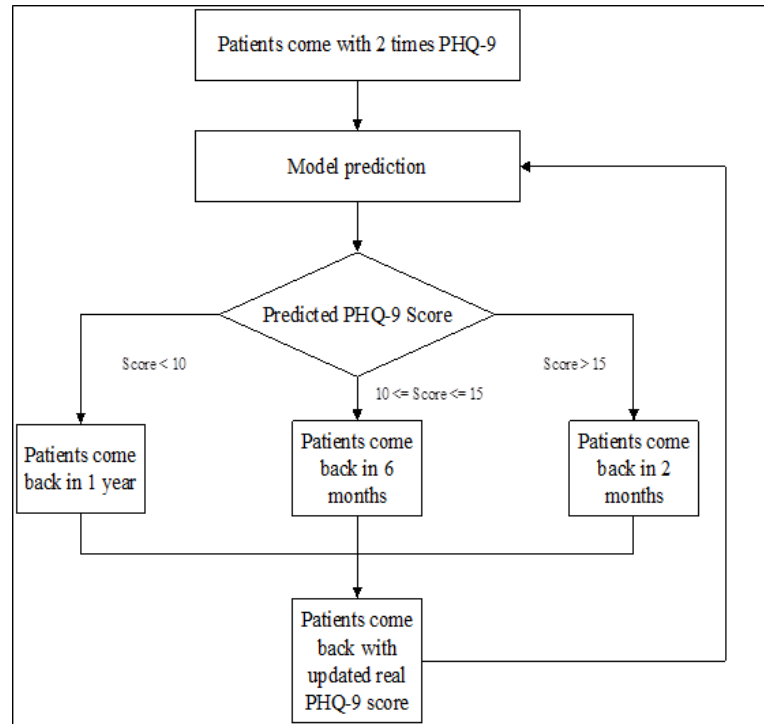 Patients come with 2 times PHQ-9
Model prediction
Predicted PHQ-9 Score
Score < 10
10 <= Score <= 15
Score > 15
Patients come
back in 1 year
Patients come
back in 6
months
Patients come
back in 2
months
Patients come
back with
updated real
PHQ-9 score